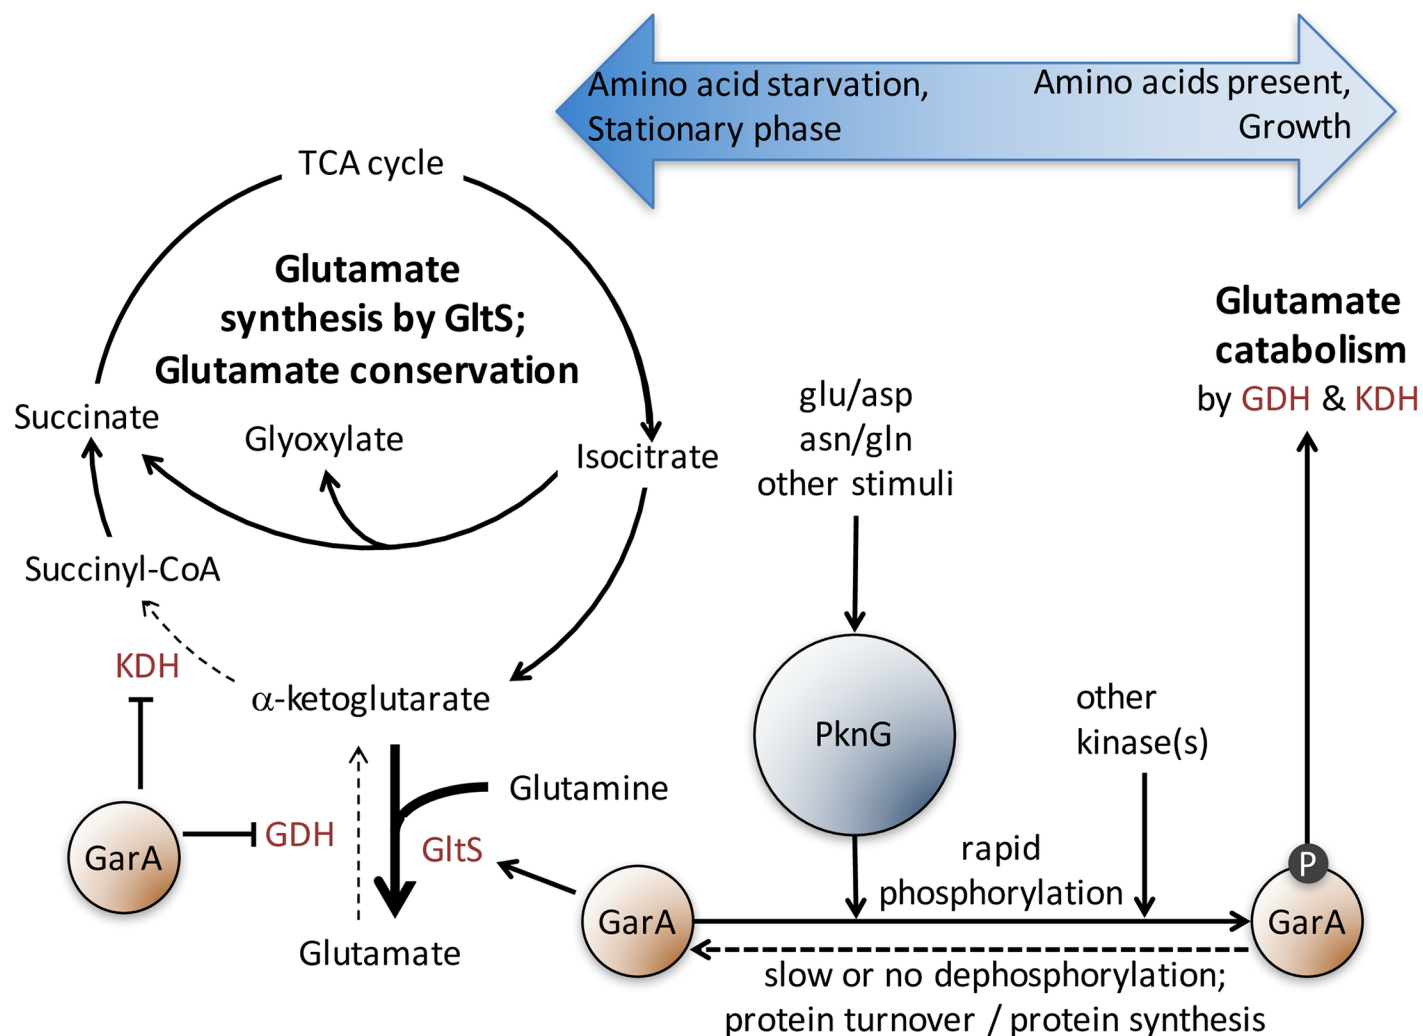 Amino acid starvation,
Stationary phase
Amino acids present,
Growth
TCA cycle
Glutamate
synthesis by GltS;
Glutamate conservation
Succinate
Glyoxylate
Isocitrate
Succinyl-CoA
KDH
α-ketoglutarate
Glutamine
GarA
GDH
GltS
Glutamate
glu/asp
asn/gln
other stimuli
PknG
other
kinase(s)
rapid
phosphorylation
GarA
P
GarA
slow or no dephosphorylation;
protein turnover / protein synthesis
Glutamate
catabolism
by GDH & KDH